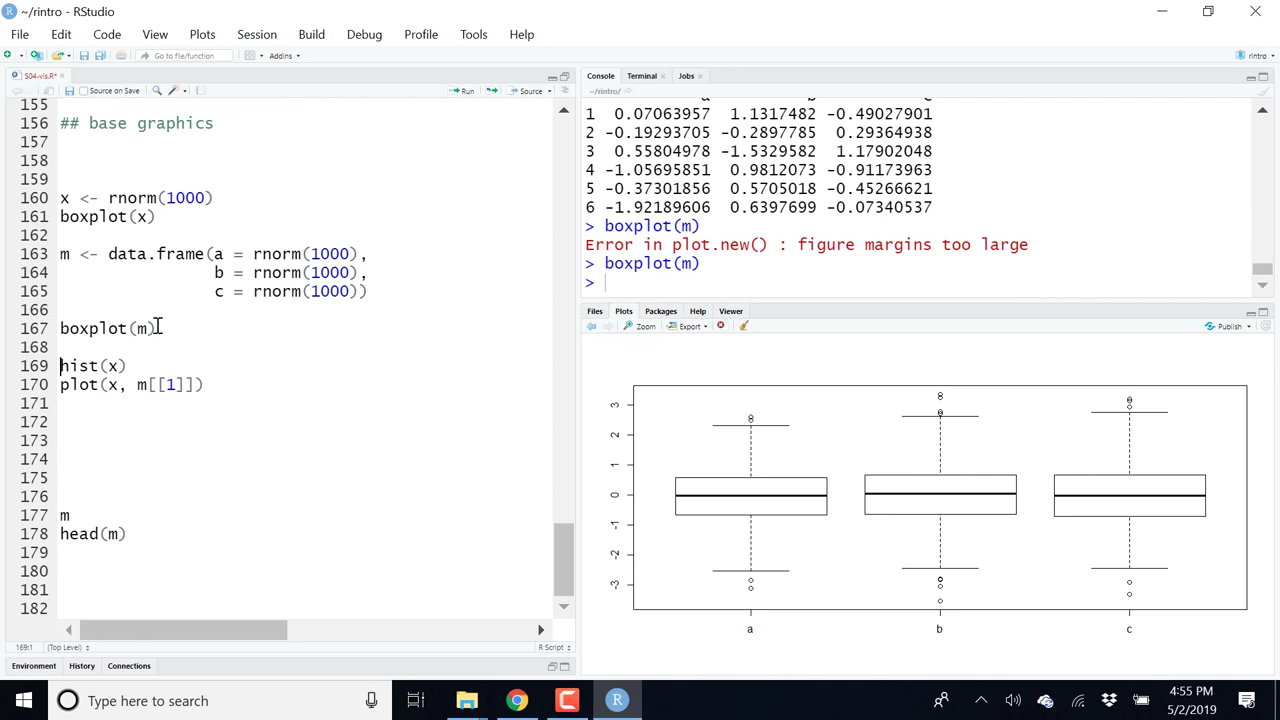 ~/rintro - RStudio
File Edit Code View Plots Session Build Debug Profile Tools Help
Go to file/function Addins rintro
S04-vis.R*
Source on Save Run Source
155
156 ## base graphics
157
158
159
160 x <- rnorm(1000)
161 boxplot(x)
162
163 m <- data.frame(a = rnorm(1000),
164 b = rnorm(1000),
165 c = rnorm(1000))
166
167 boxplot(m)
168
169 hist(x)
170 plot(x, m[[1]])
171
172
173
174
175
176
177 m
178 head(m)
179
180
181
182
169:1 (Top Level) R Script
Environment History Connections
Console Terminal Jobs
~/rintro/
1 0.07063957 1.1317482 -0.49027901
2 -0.19293705 -0.2897785 0.29364938
3 0.55804978 -1.5329582 1.17902048
4 -1.05695851 0.9812073 -0.91173963
5 -0.37301856 0.5705018 -0.45266621
6 -1.92189606 0.6397699 -0.07340537
> boxplot(m)
Error in plot.new() : figure margins too large
> boxplot(m)
>
Files Plots Packages Help Viewer
Zoom Export Publish
3
2
1
0
-1
-2
-3
a b c
Type here to search
4:55 PM
5/2/2019